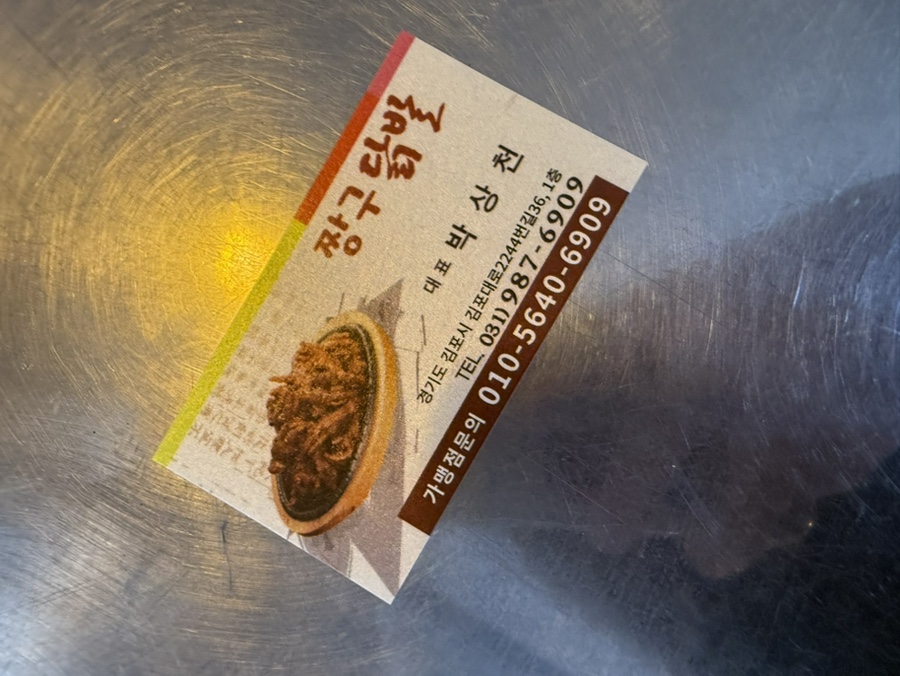 짱구 닭발
대표 박상천
경기도 김포시 김포대로2244번길36, 1층
TEL. 031) 987-6909
가맹점문의 010-5640-6909